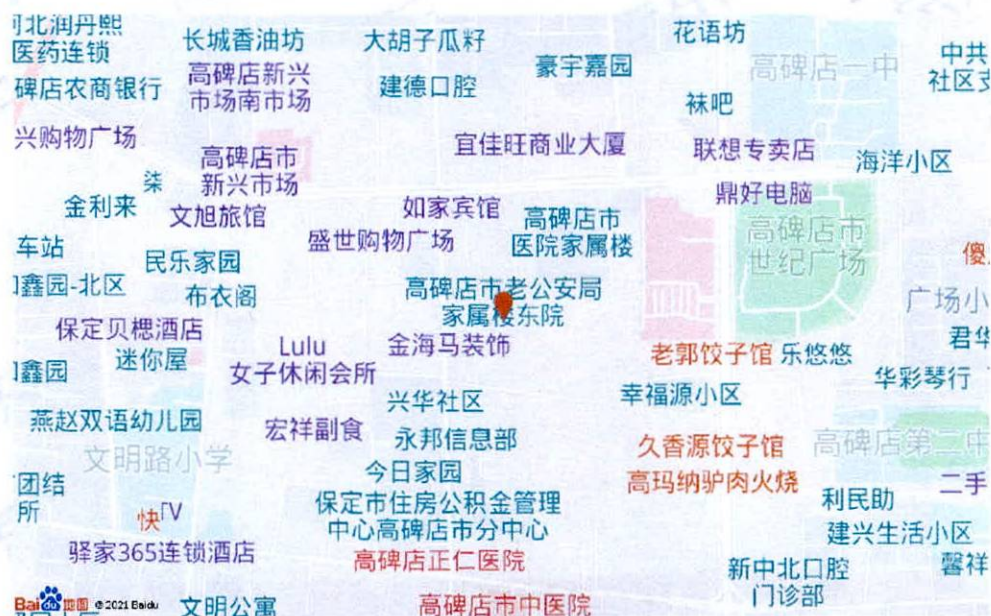 河北润丹熙
医药连锁
长城香油坊
大胡子瓜籽
花语坊
高碑店一中
中共
社区支
碑店农商银行
高碑店新兴
市场南市场
建德口腔
豪宇嘉园
袜吧
兴购物广场
高碑店市
新兴市场
宜佳旺商业大厦
联想专卖店
海洋小区
柒
金利来
文旭旅馆
如家宾馆
鼎好电脑
盛世购物广场
高碑店市
医院家属楼
高碑店市
世纪广场
傻
车站
民乐家园
和鑫园-北区
布衣阁
高碑店市老公安局
家属楼东院
广场小
保定贝楒酒店
君华
迷你屋
Lulu
女子休闲会所
金海马装饰
老郭饺子馆
乐悠悠
鑫园
华彩琴行
兴华社区
幸福源小区
燕赵双语幼儿园
宏祥副食
永邦信息部
久香源饺子馆
高碑店第二中
文明路小学
今日家园
高玛纳驴肉火烧
团结
所
保定市住房公积金管理
中心高碑店市分中心
利民助
二手
快
TV
驿家365连锁酒店
高碑店正仁医院
建兴生活小区
新中北口腔
门诊部
馨祥
Baidu地图 © 2021 Baidu
文明公寓
高碑店市中医院